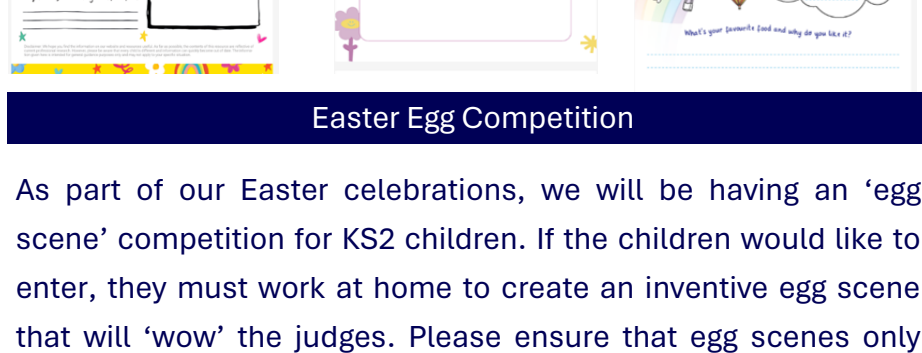 What's your favourite food and why do you like it?
Easter Egg Competition
As part of our Easter celebrations, we will be having an ‘egg
scene’ competition for KS2 children. If the children would like to
enter, they must work at home to create an inventive egg scene
that will ‘wow’ the judges. Please ensure that egg scenes only